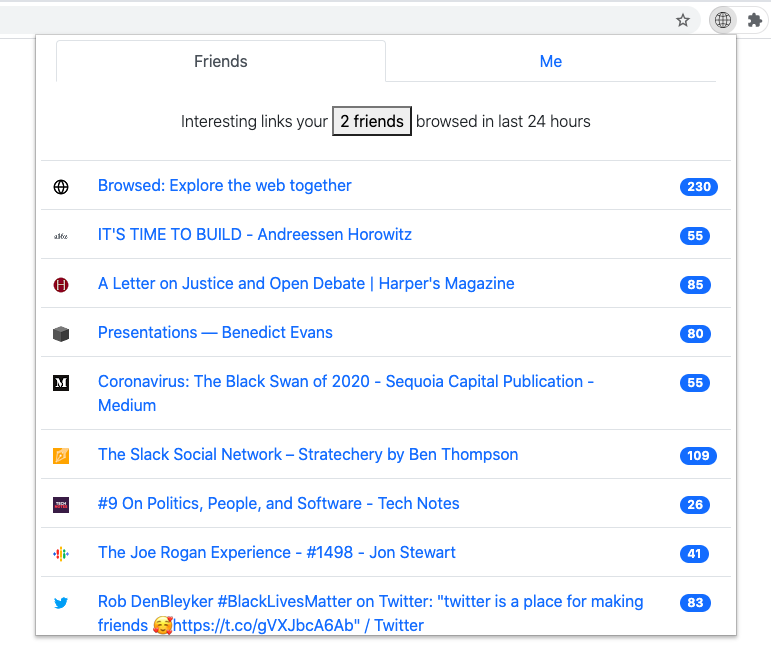 Friends Me
Interesting links your 2 friends browsed in last 24 hours
Browsed: Explore the web together 230
IT'S TIME TO BUILD - Andreessen Horowitz 55
A Letter on Justice and Open Debate | Harper's Magazine 85
Presentations — Benedict Evans 80
Coronavirus: The Black Swan of 2020 - Sequoia Capital Publication - 55
Medium
The Slack Social Network – Stratechery by Ben Thompson 109
#9 On Politics, People, and Software - Tech Notes 26
The Joe Rogan Experience - #1498 - Jon Stewart 41
Rob DenBleyker #BlackLivesMatter on Twitter: "twitter is a place for making 83
friends 🥰https://t.co/gVXJbcA6Ab" / Twitter